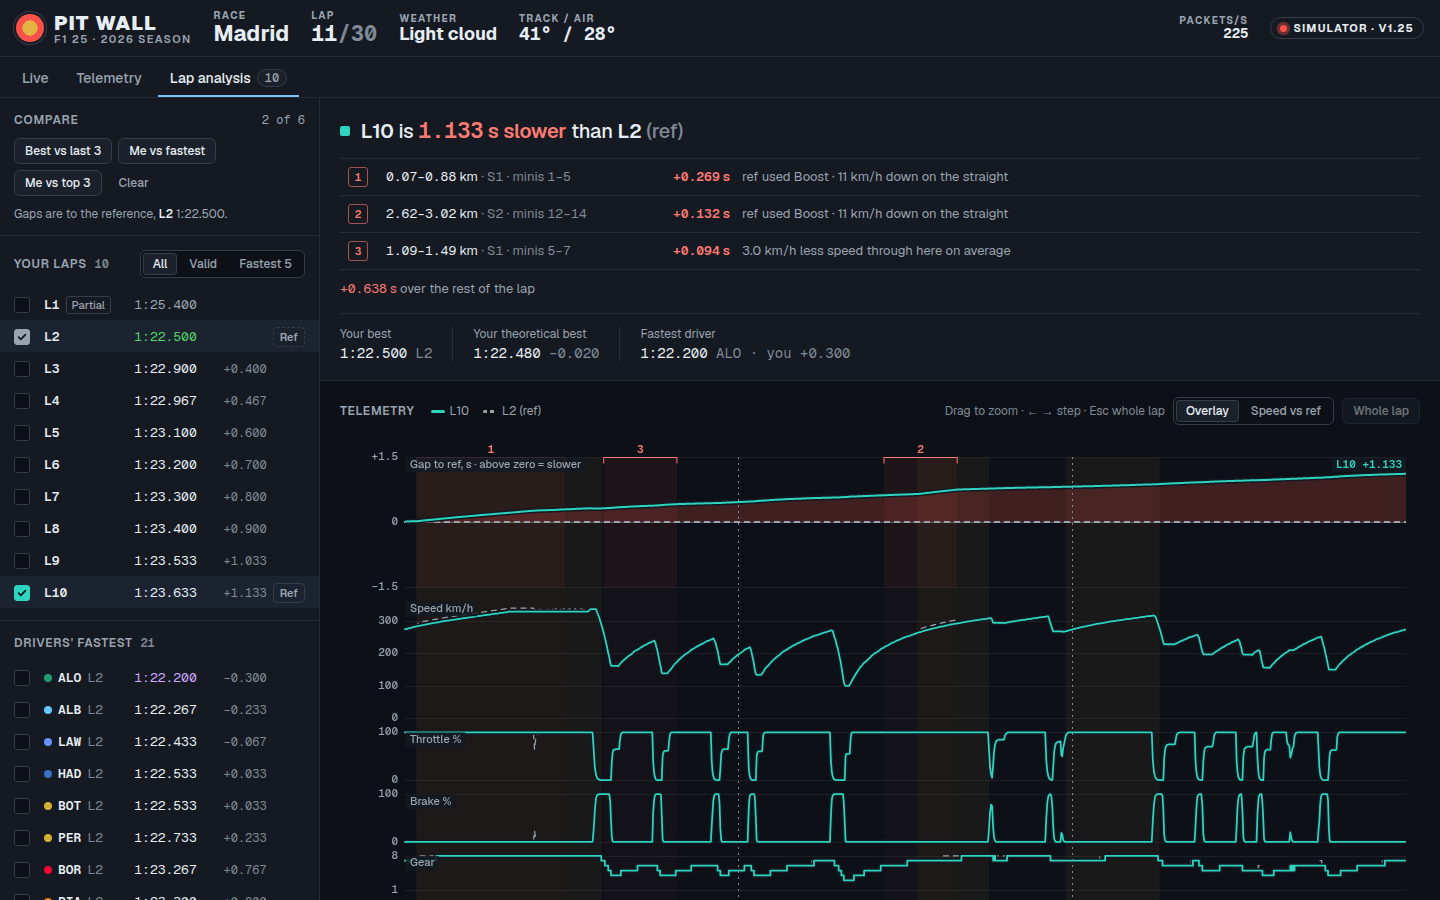 PIT WALL
F1 25 · 2026 SEASON
RACE
Madrid
LAP
11/30
WEATHER
Light cloud
TRACK / AIR
41° / 28°
PACKETS/S
225
SIMULATOR · V1.25
Live
Telemetry
Lap analysis 10
COMPARE 2 of 6
Best vs last 3 Me vs fastest
Me vs top 3 Clear
Gaps are to the reference, L2 1:22.500.
YOUR LAPS 10 All Valid Fastest 5
L1 Partial 1:25.400
L2 1:22.500 Ref
L3 1:22.900 +0.400
L4 1:22.967 +0.467
L5 1:23.100 +0.600
L6 1:23.200 +0.700
L7 1:23.300 +0.800
L8 1:23.400 +0.900
L9 1:23.533 +1.033
L10 1:23.633 +1.133 Ref
DRIVERS' FASTEST 21
ALO L2 1:22.200 −0.300
ALB L2 1:22.267 −0.233
LAW L2 1:22.433 −0.067
HAD L2 1:22.533 +0.033
BOT L2 1:22.533 +0.033
PER L2 1:22.733 +0.233
BOR L2 1:23.267 +0.767
L10 is 1.133 s slower than L2 (ref)
1 0.07–0.88 km · S1 · minis 1–5 +0.269 s ref used Boost · 11 km/h down on the straight
2 2.62–3.02 km · S2 · minis 12–14 +0.132 s ref used Boost · 11 km/h down on the straight
3 1.09–1.49 km · S1 · minis 5–7 +0.094 s 3.0 km/h less speed through here on average
+0.638 s over the rest of the lap
Your best
1:22.500 L2
Your theoretical best
1:22.480 −0.020
Fastest driver
1:22.200 ALO · you +0.300
TELEMETRY L10 L2 (ref) Drag to zoom · ← → step · Esc whole lap Overlay Speed vs ref Whole lap
1 3 2
+1.5
Gap to ref, s · above zero = slower
L10 +1.133
0
−1.5
Speed km/h
300
200
100
0
100
Throttle %
0
100
Brake %
0
8
Gear
1